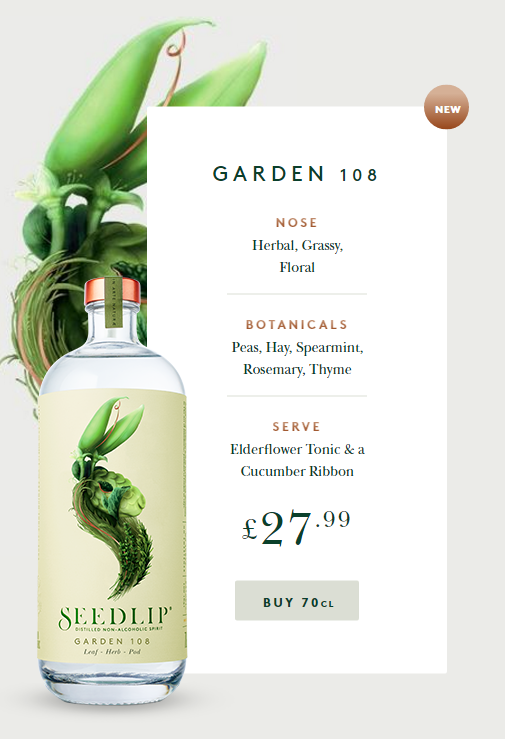 NEW
GARDEN 108
NOSE
Herbal, Grassy,
Floral
BOTANICALS
Peas, Hay, Spearmint,
Rosemary, Thyme
SERVE
Elderflower Tonic & a
Cucumber Ribbon
£27.99
BUY 70CL
SEEDLIP®
DISTILLED NON-ALCOHOLIC SPIRIT
GARDEN 108
Leaf - Herb - Pod